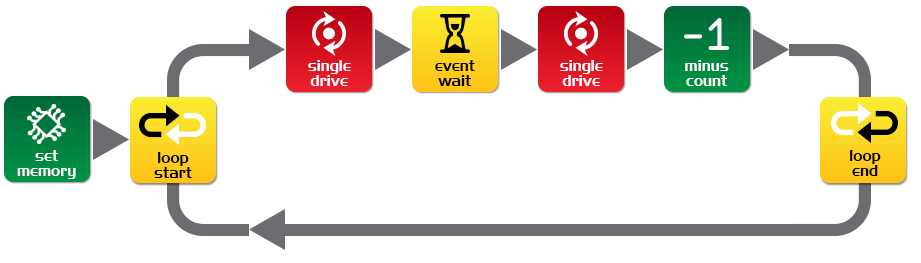 set
memory
loop
start
single
drive
event
wait
single
drive
-1
minus
count
loop
end